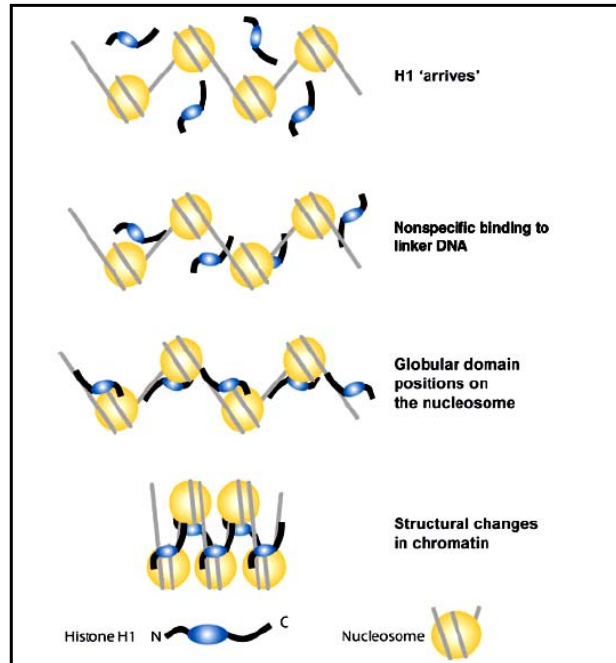 H1 ‘arrives’
Nonspecific binding to
linker DNA
Globular domain
positions on
the nucleosome
Structural changes
in chromatin
Histone H1 N C
Nucleosome